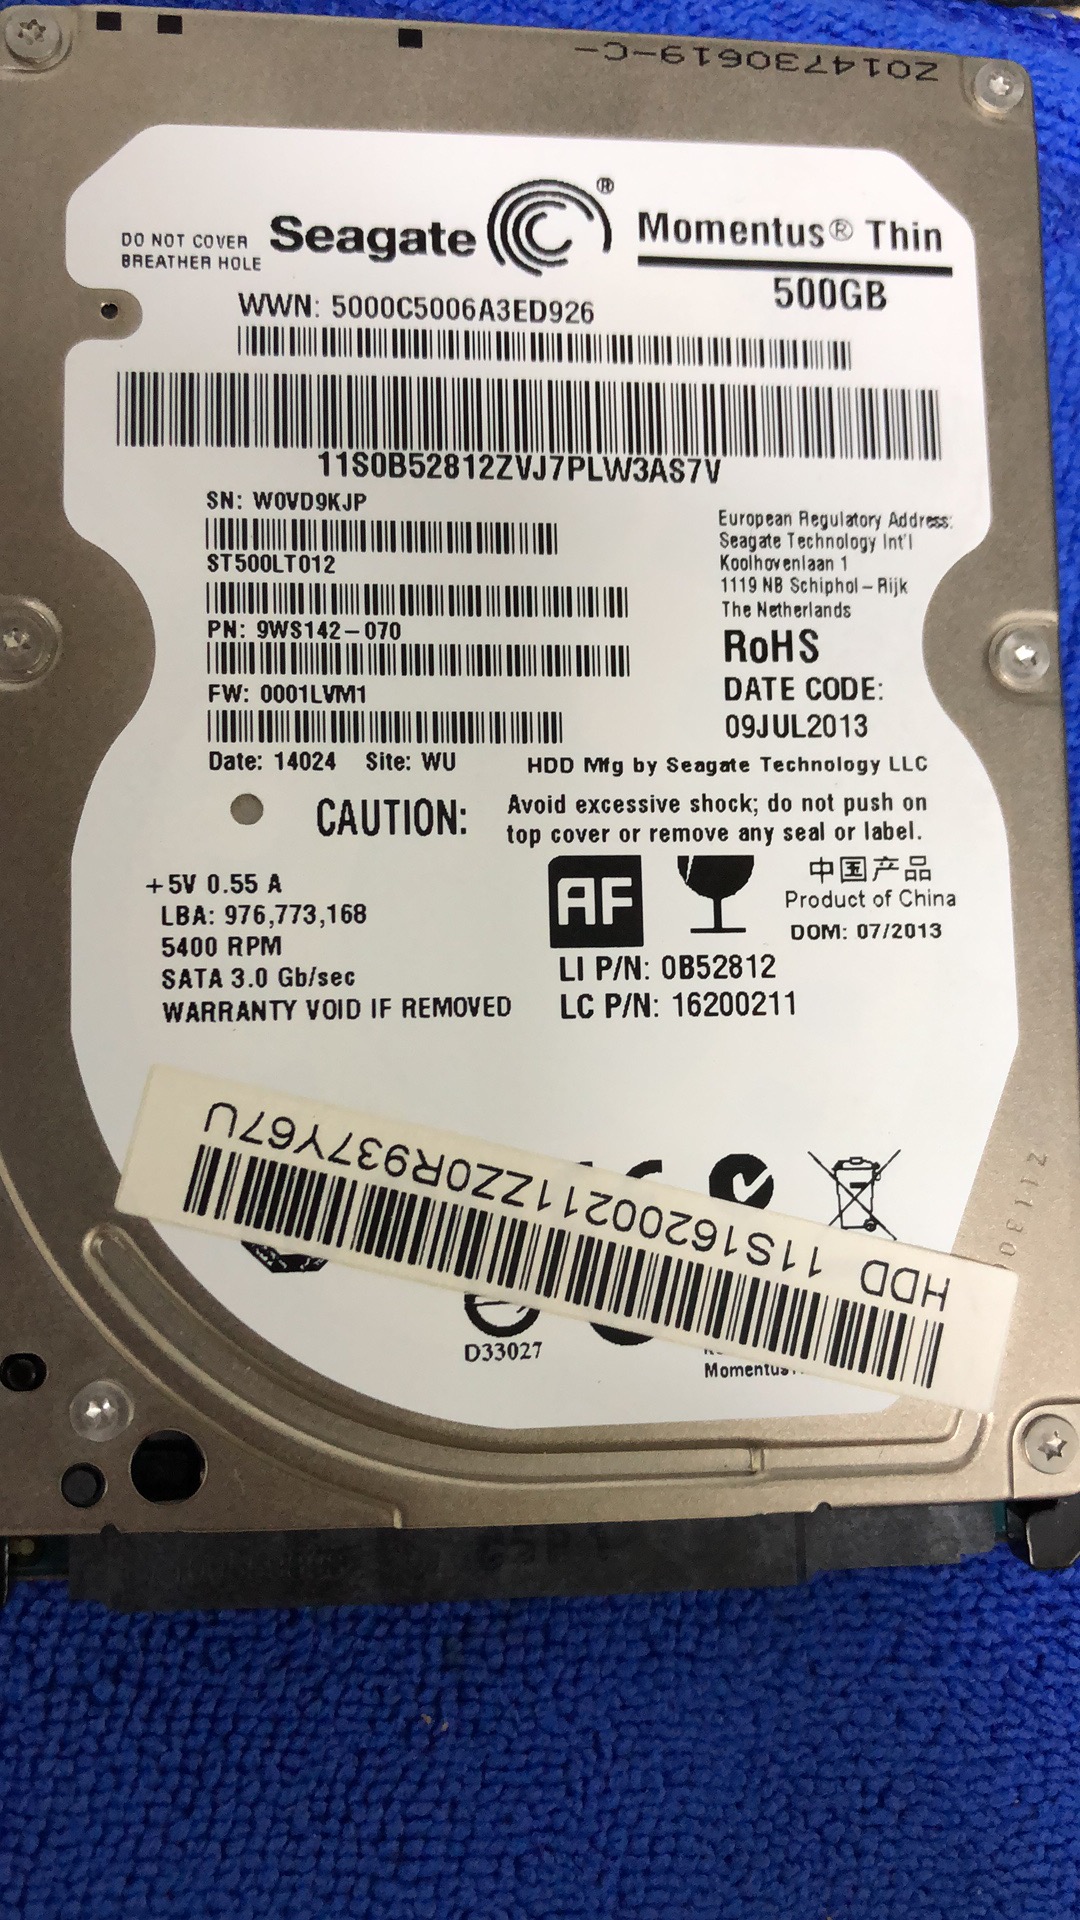 Z014730619-C-
DO NOT COVER
BREATHER HOLE
Seagate®
Momentus® Thin
500GB
WWN: 5000C5006A3ED926
11S0B52812ZVJ7PLW3AS7V
SN: W0VD9KJP
ST500LT012
PN: 9WS142-070
FW: 0001LVM1
Date: 14024 Site: WU
European Regulatory Address:
Seagate Technology Int'l
Koolhovenlaan 1
1119 NB Schiphol – Rijk
The Netherlands
RoHS
DATE CODE:
09JUL2013
HDD Mfg by Seagate Technology LLC
CAUTION:
Avoid excessive shock; do not push on
top cover or remove any seal or label.
+5V 0.55 A
LBA: 976,773,168
5400 RPM
SATA 3.0 Gb/sec
WARRANTY VOID IF REMOVED
AF
中国产品
Product of China
DOM: 07/2013
LI P/N: 0B52812
LC P/N: 16200211
HDD 11S16200211ZZ0R937Y67U
D33027
Momentus